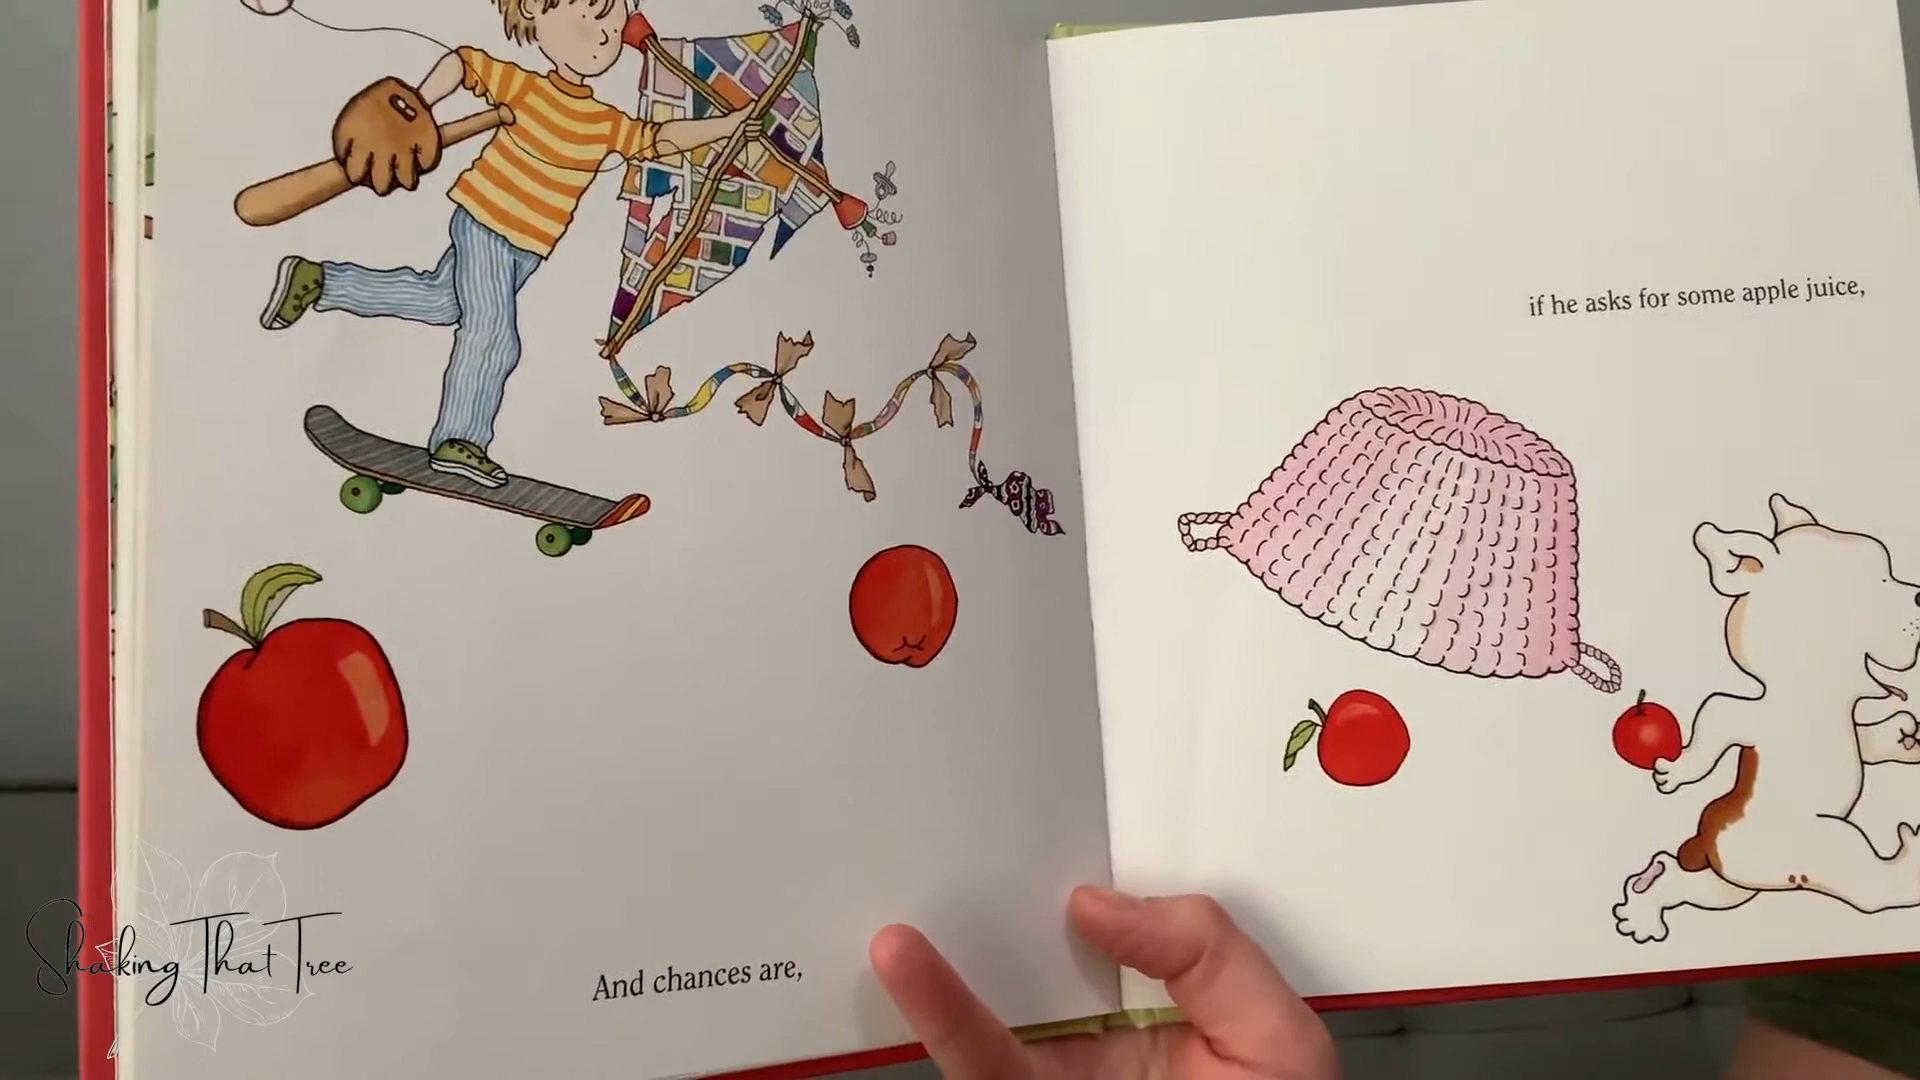 And chances are,
if he asks for some apple juice,
Shaking That Tree